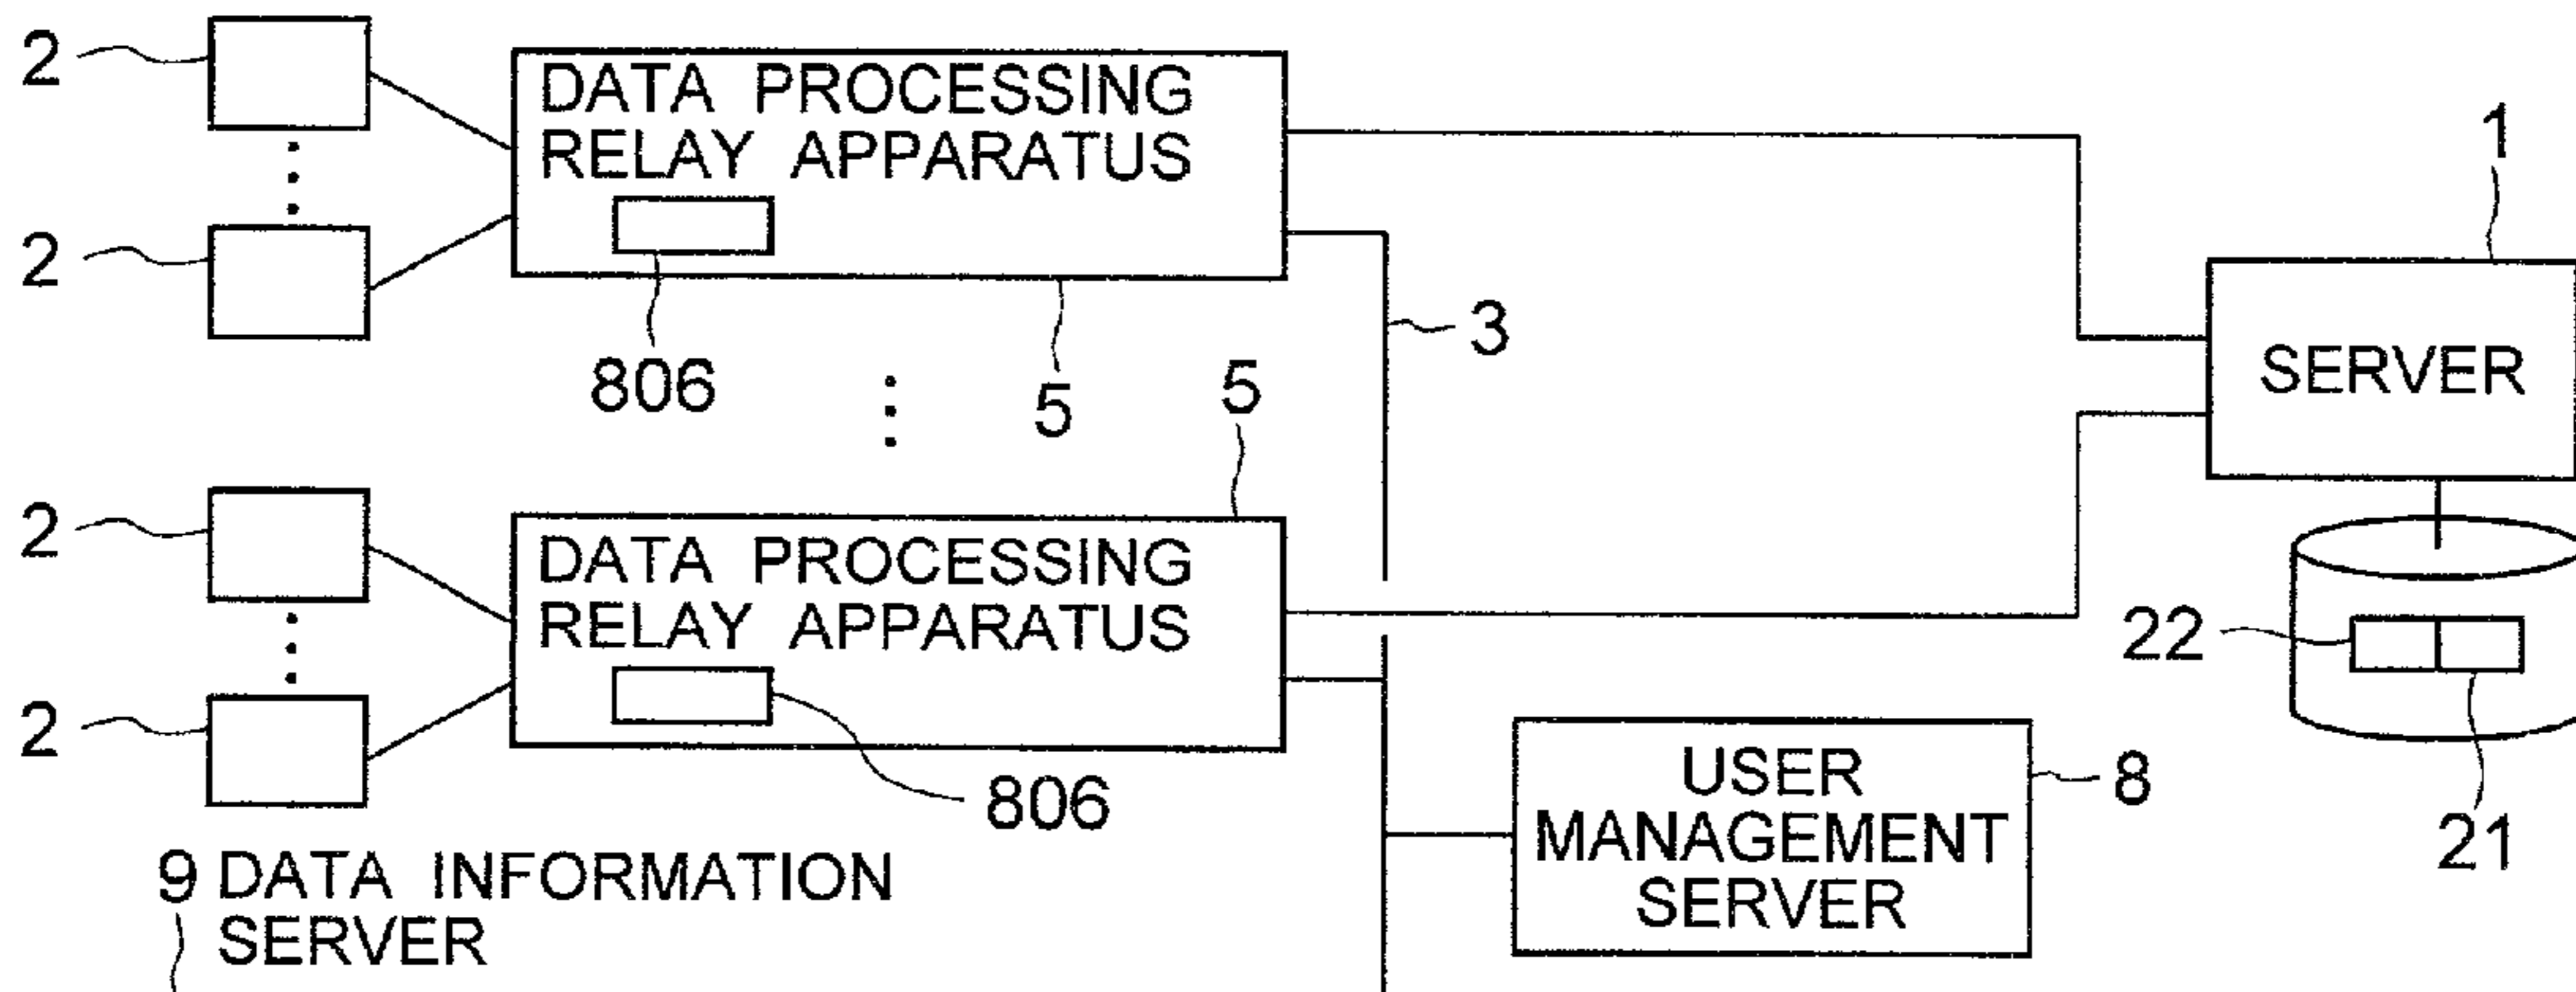 2
DATA PROCESSING
RELAY APPARATUS
1
2
3
806
5
5
SERVER
2
DATA PROCESSING
RELAY APPARATUS
22
2
806
USER
MANAGEMENT
SERVER
8
21
9 DATA INFORMATION
SERVER